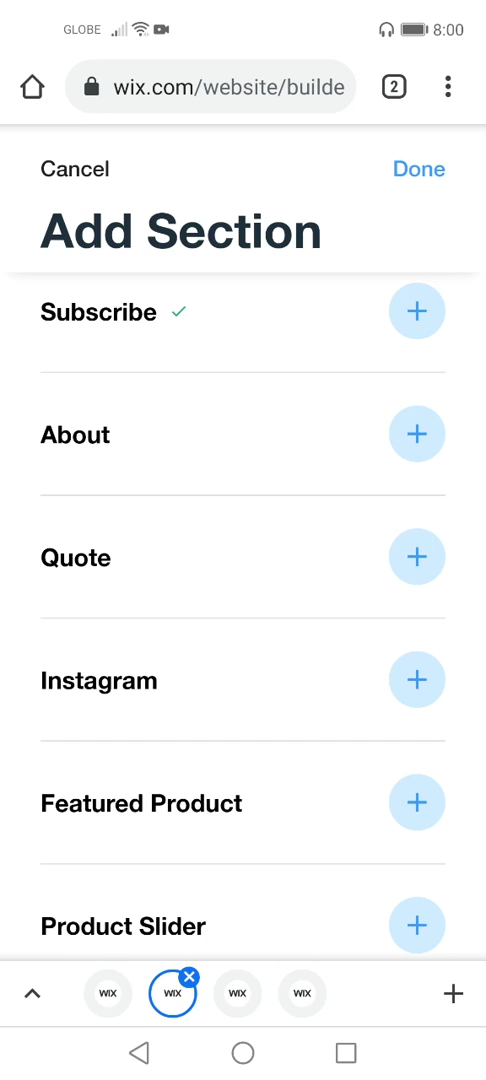 GLOBE 8:00
wix.com/website/builde 2
Cancel Done
Add Section
Subscribe
About
Quote
Instagram
Featured Product
Product Slider
WIX WIX WIX WIX